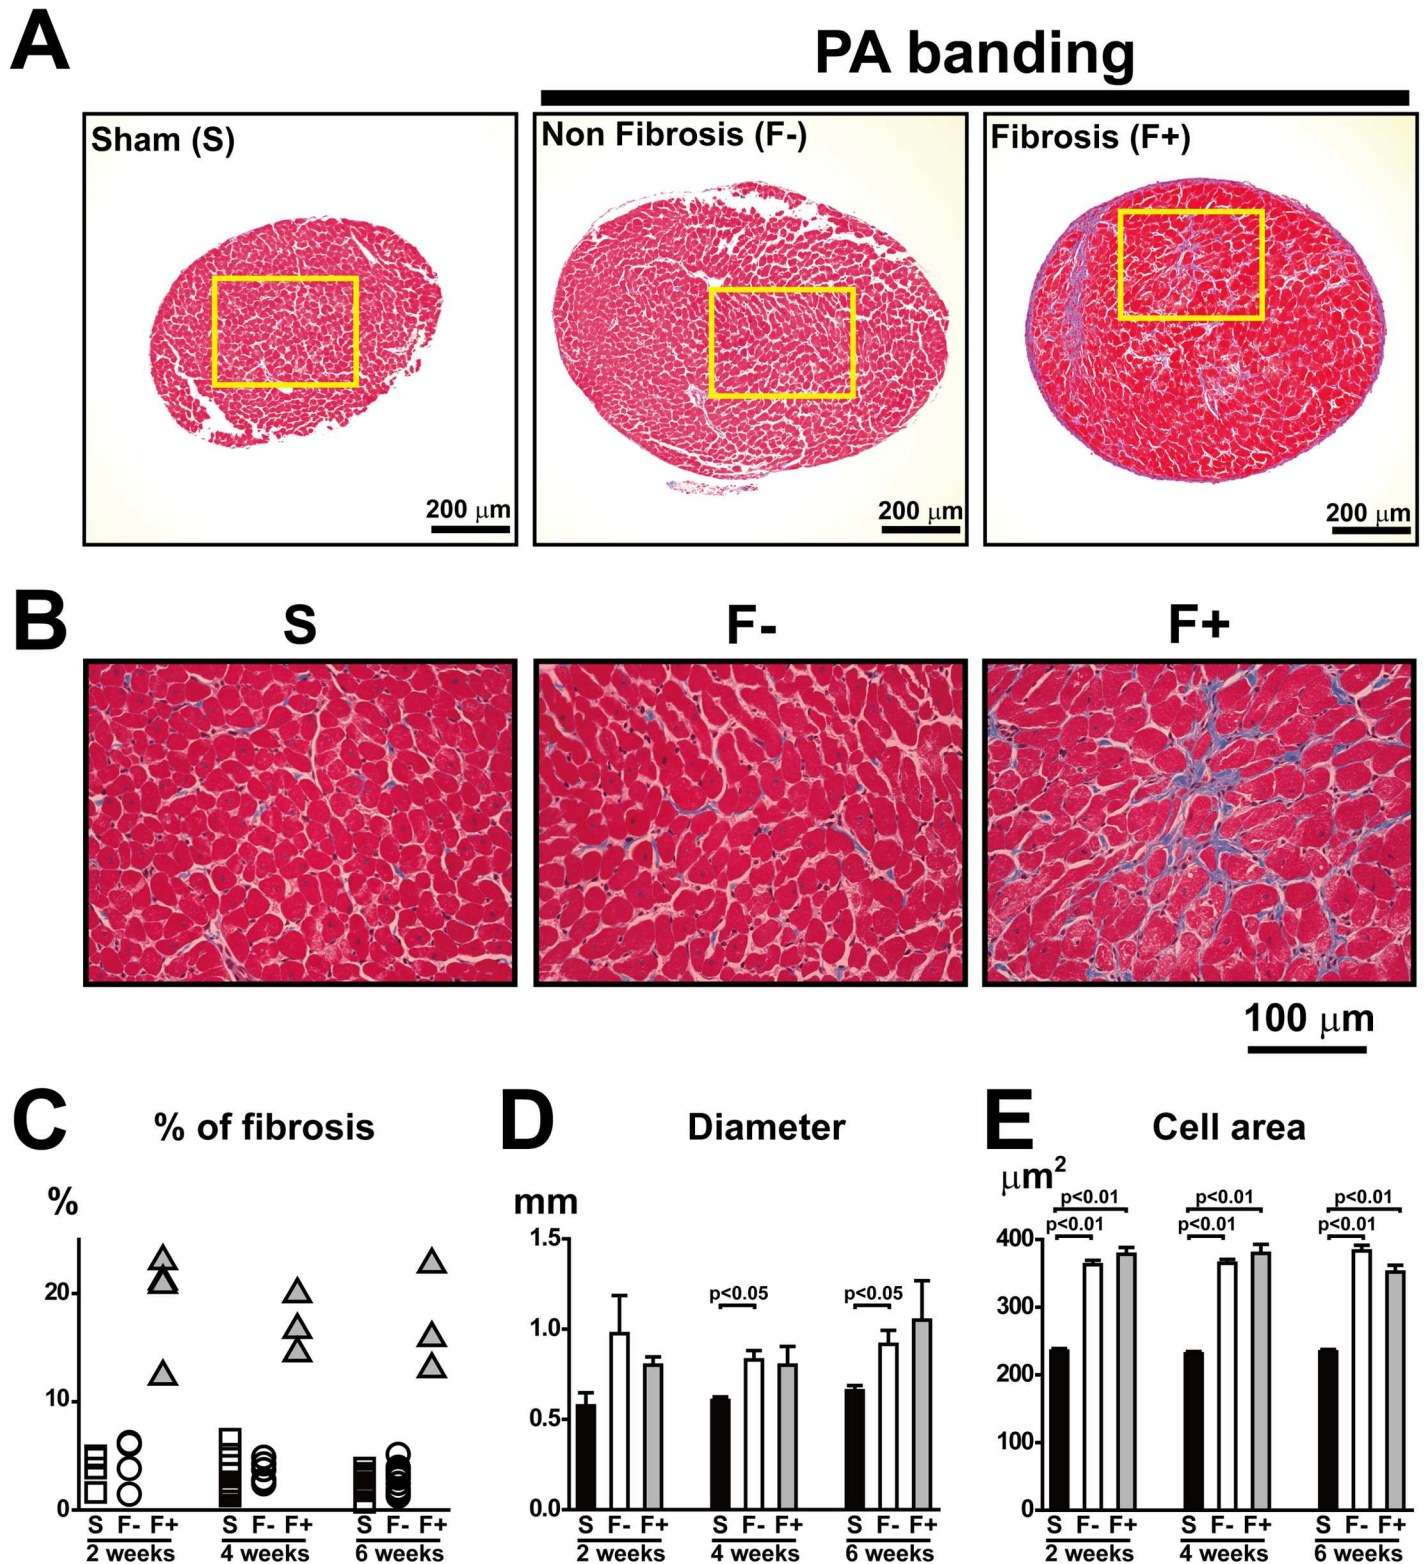 A
PA banding
Sham (S)
Non Fibrosis (F-)
Fibrosis (F+)
200 μm
200 μm
200 μm
B
S
F-
F+
100 μm
C
% of fibrosis
%
20
10
0
S F- F+
S F- F+
S F- F+
2 weeks
4 weeks
6 weeks
D
Diameter
mm
1.5
1.0
0.5
0.0
p<0.05
p<0.05
S F- F+
S F- F+
S F- F+
2 weeks
4 weeks
6 weeks
E
Cell area
μm²
p<0.01
p<0.01
p<0.01
p<0.01
p<0.01
p<0.01
400
300
200
100
0
S F- F+
S F- F+
S F- F+
2 weeks
4 weeks
6 weeks